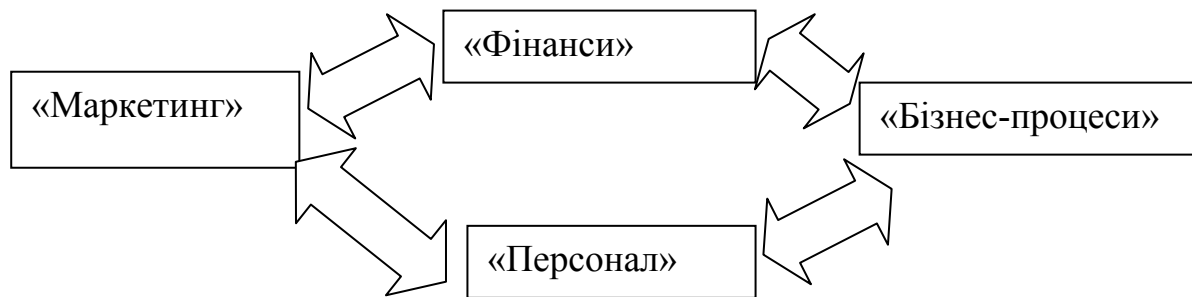 «Фінанси»
«Маркетинг»
«Бізнес-процеси»
«Персонал»